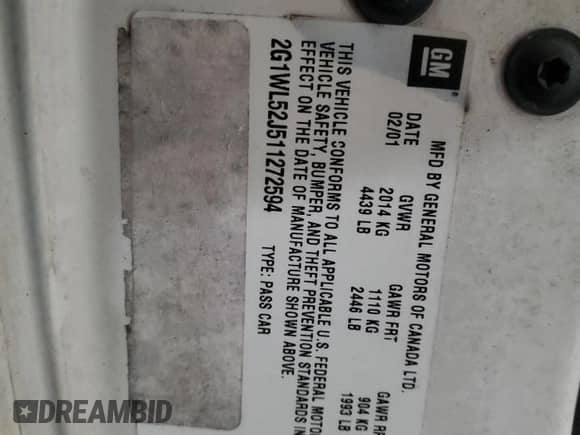 GM
®
MFD BY GENERAL MOTORS OF CANADA LTD.
DATE GVWR GAWR FRT GAWR RR
02/01 2014 KG 1110 KG 904 KG
4439 LB 2446 LB 1993 LB
THIS VEHICLE CONFORMS TO ALL APPLICABLE U.S. FEDERAL MOTO
VEHICLE SAFETY, BUMPER, AND THEFT PREVENTION STANDARDS IN
EFFECT ON THE DATE OF MANUFACTURE SHOWN ABOVE.
2G1WL52J511272594 TYPE: PASS CAR
DREAMBID